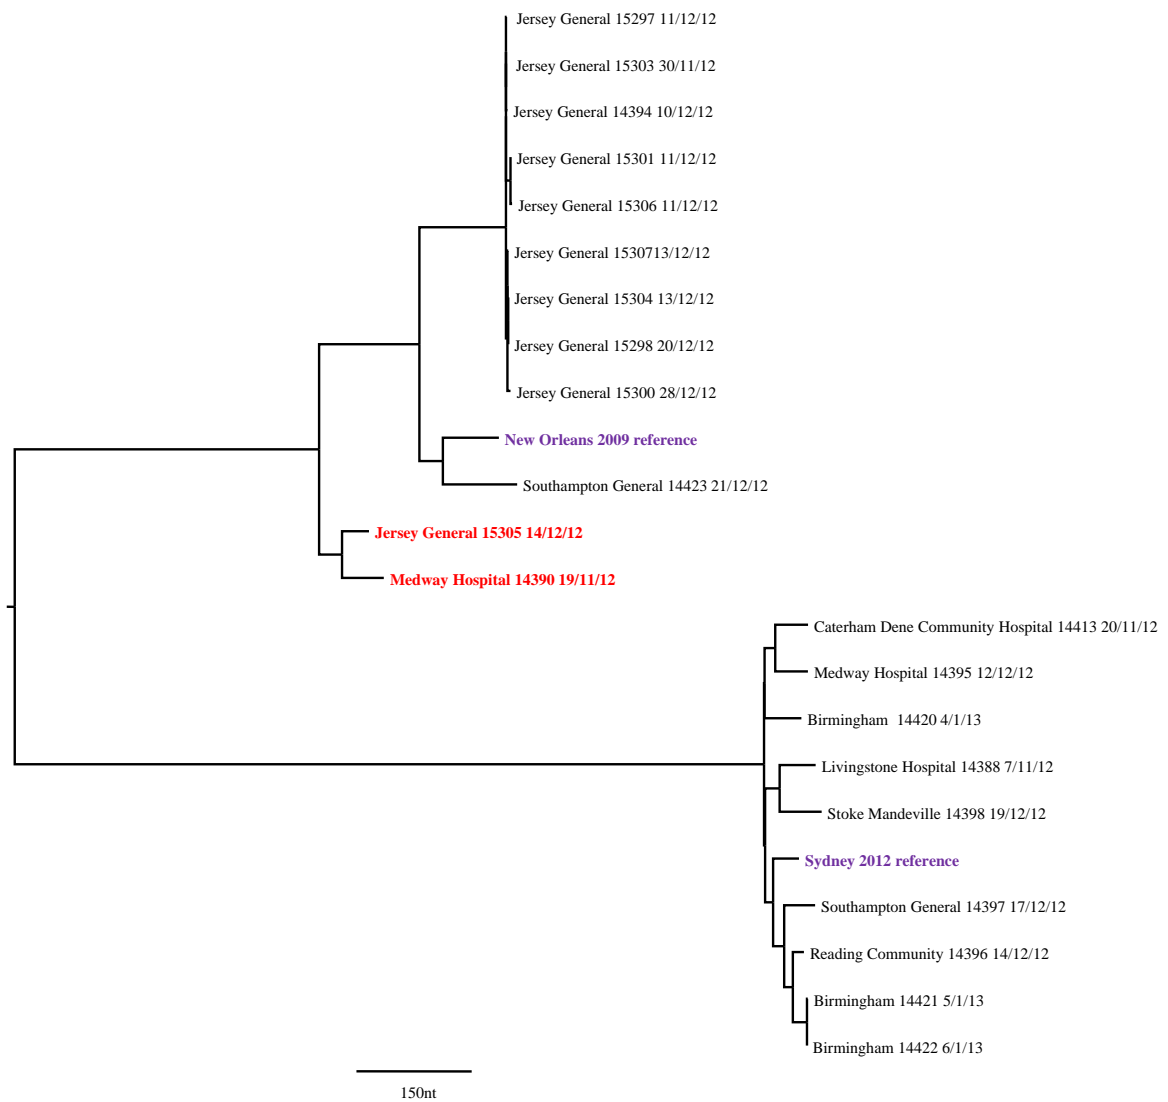 Jersey General 15297 11/12/12
Jersey General 15303 30/11/12
Jersey General 14394 10/12/12
Jersey General 15301 11/12/12
Jersey General 15306 11/12/12
Jersey General 1530713/12/12
Jersey General 15304 13/12/12
Jersey General 15298 20/12/12
Jersey General 15300 28/12/12
New Orleans 2009 reference
Southampton General 14423 21/12/12
Jersey General 15305 14/12/12
Medway Hospital 14390 19/11/12
Caterham Dene Community Hospital 14413 20/11/12
Medway Hospital 14395 12/12/12
Birmingham  14420 4/1/13
Livingstone Hospital 14388 7/11/12
Stoke Mandeville 14398 19/12/12
Sydney 2012 reference
Southampton General 14397 17/12/12
Reading Community 14396 14/12/12
Birmingham 14421 5/1/13
Birmingham 14422 6/1/13
150nt